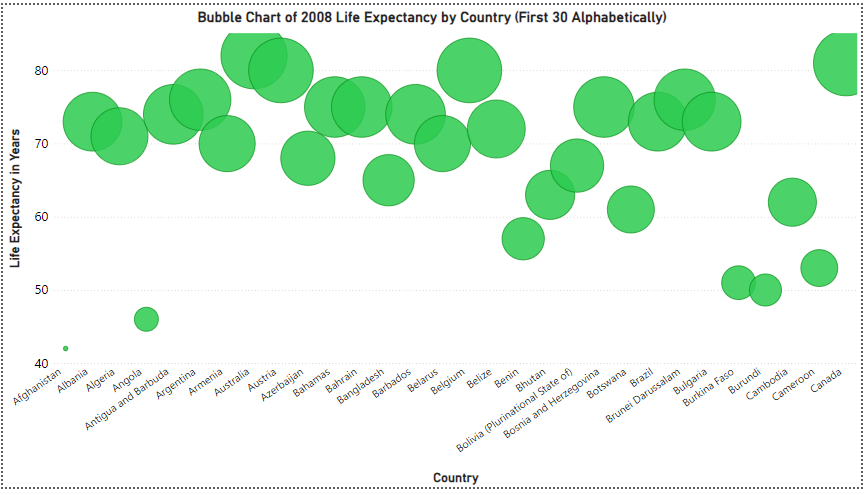 Bubble Chart of 2008 Life Expectancy by Country (First 30 Alphabetically)
Life Expectancy in Years
80
70
60
50
40
Afghanistan
Albania
Algeria
Angola
Antigua and Barbuda
Argentina
Armenia
Australia
Austria
Azerbaijan
Bahamas
Bahrain
Bangladesh
Barbados
Belarus
Belgium
Belize
Benin
Bhutan
Bolivia (Plurinational State of)
Bosnia and Herzegovina
Botswana
Brazil
Brunei Darussalam
Bulgaria
Burkina Faso
Burundi
Cambodia
Cameroon
Canada
Country